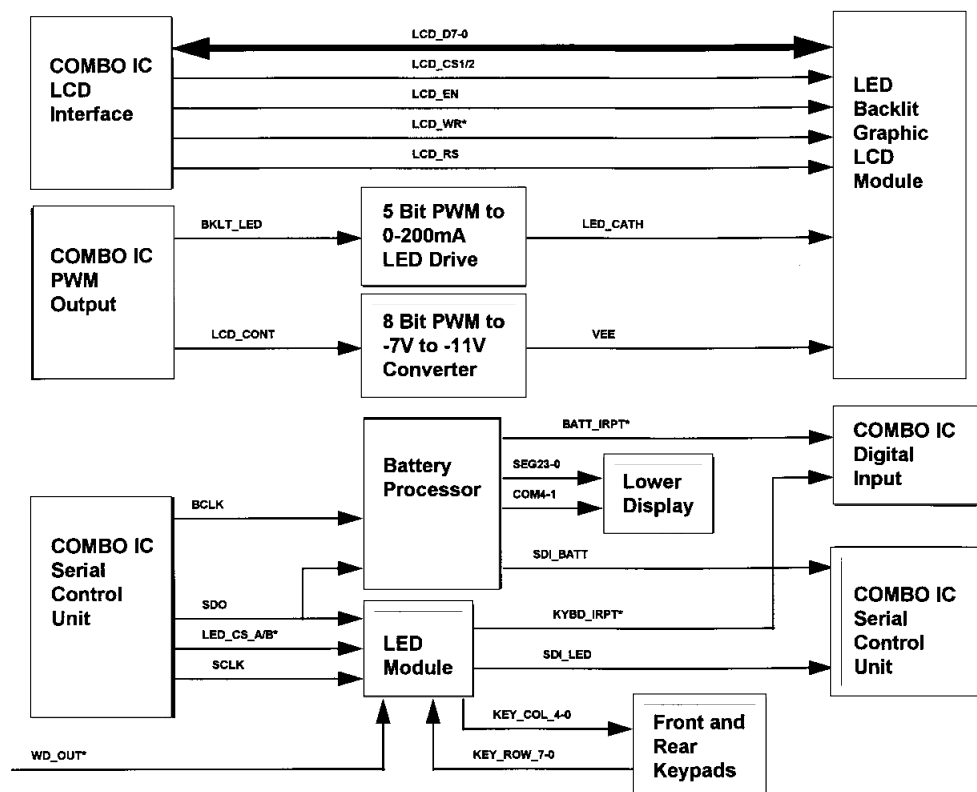 COMBO IC
LCD
Interface
LCD_D7-0
LCD_CS1/2
LCD_EN
LCD_WR*
LCD_RS
LED
Backlit
Graphic
LCD
Module
COMBO IC
PWM
Output
BKLT_LED
5 Bit PWM to
0-200mA
LED Drive
LED_CATH
LCD_CONT
8 Bit PWM to
-7V to -11V
Converter
VEE
Battery
Processor
BATT_IRPT*
SEG23-0
COM4-1
Lower
Display
COMBO IC
Digital
Input
COMBO IC
Serial
Control
Unit
BCLK
SDO
LED_CS_A/B*
SCLK
SDI_BATT
LED
Module
KYBD_IRPT*
SDI_LED
COMBO IC
Serial
Control
Unit
WD_OUT*
KEY_COL_4-0
KEY_ROW_7-0
Front and
Rear
Keypads